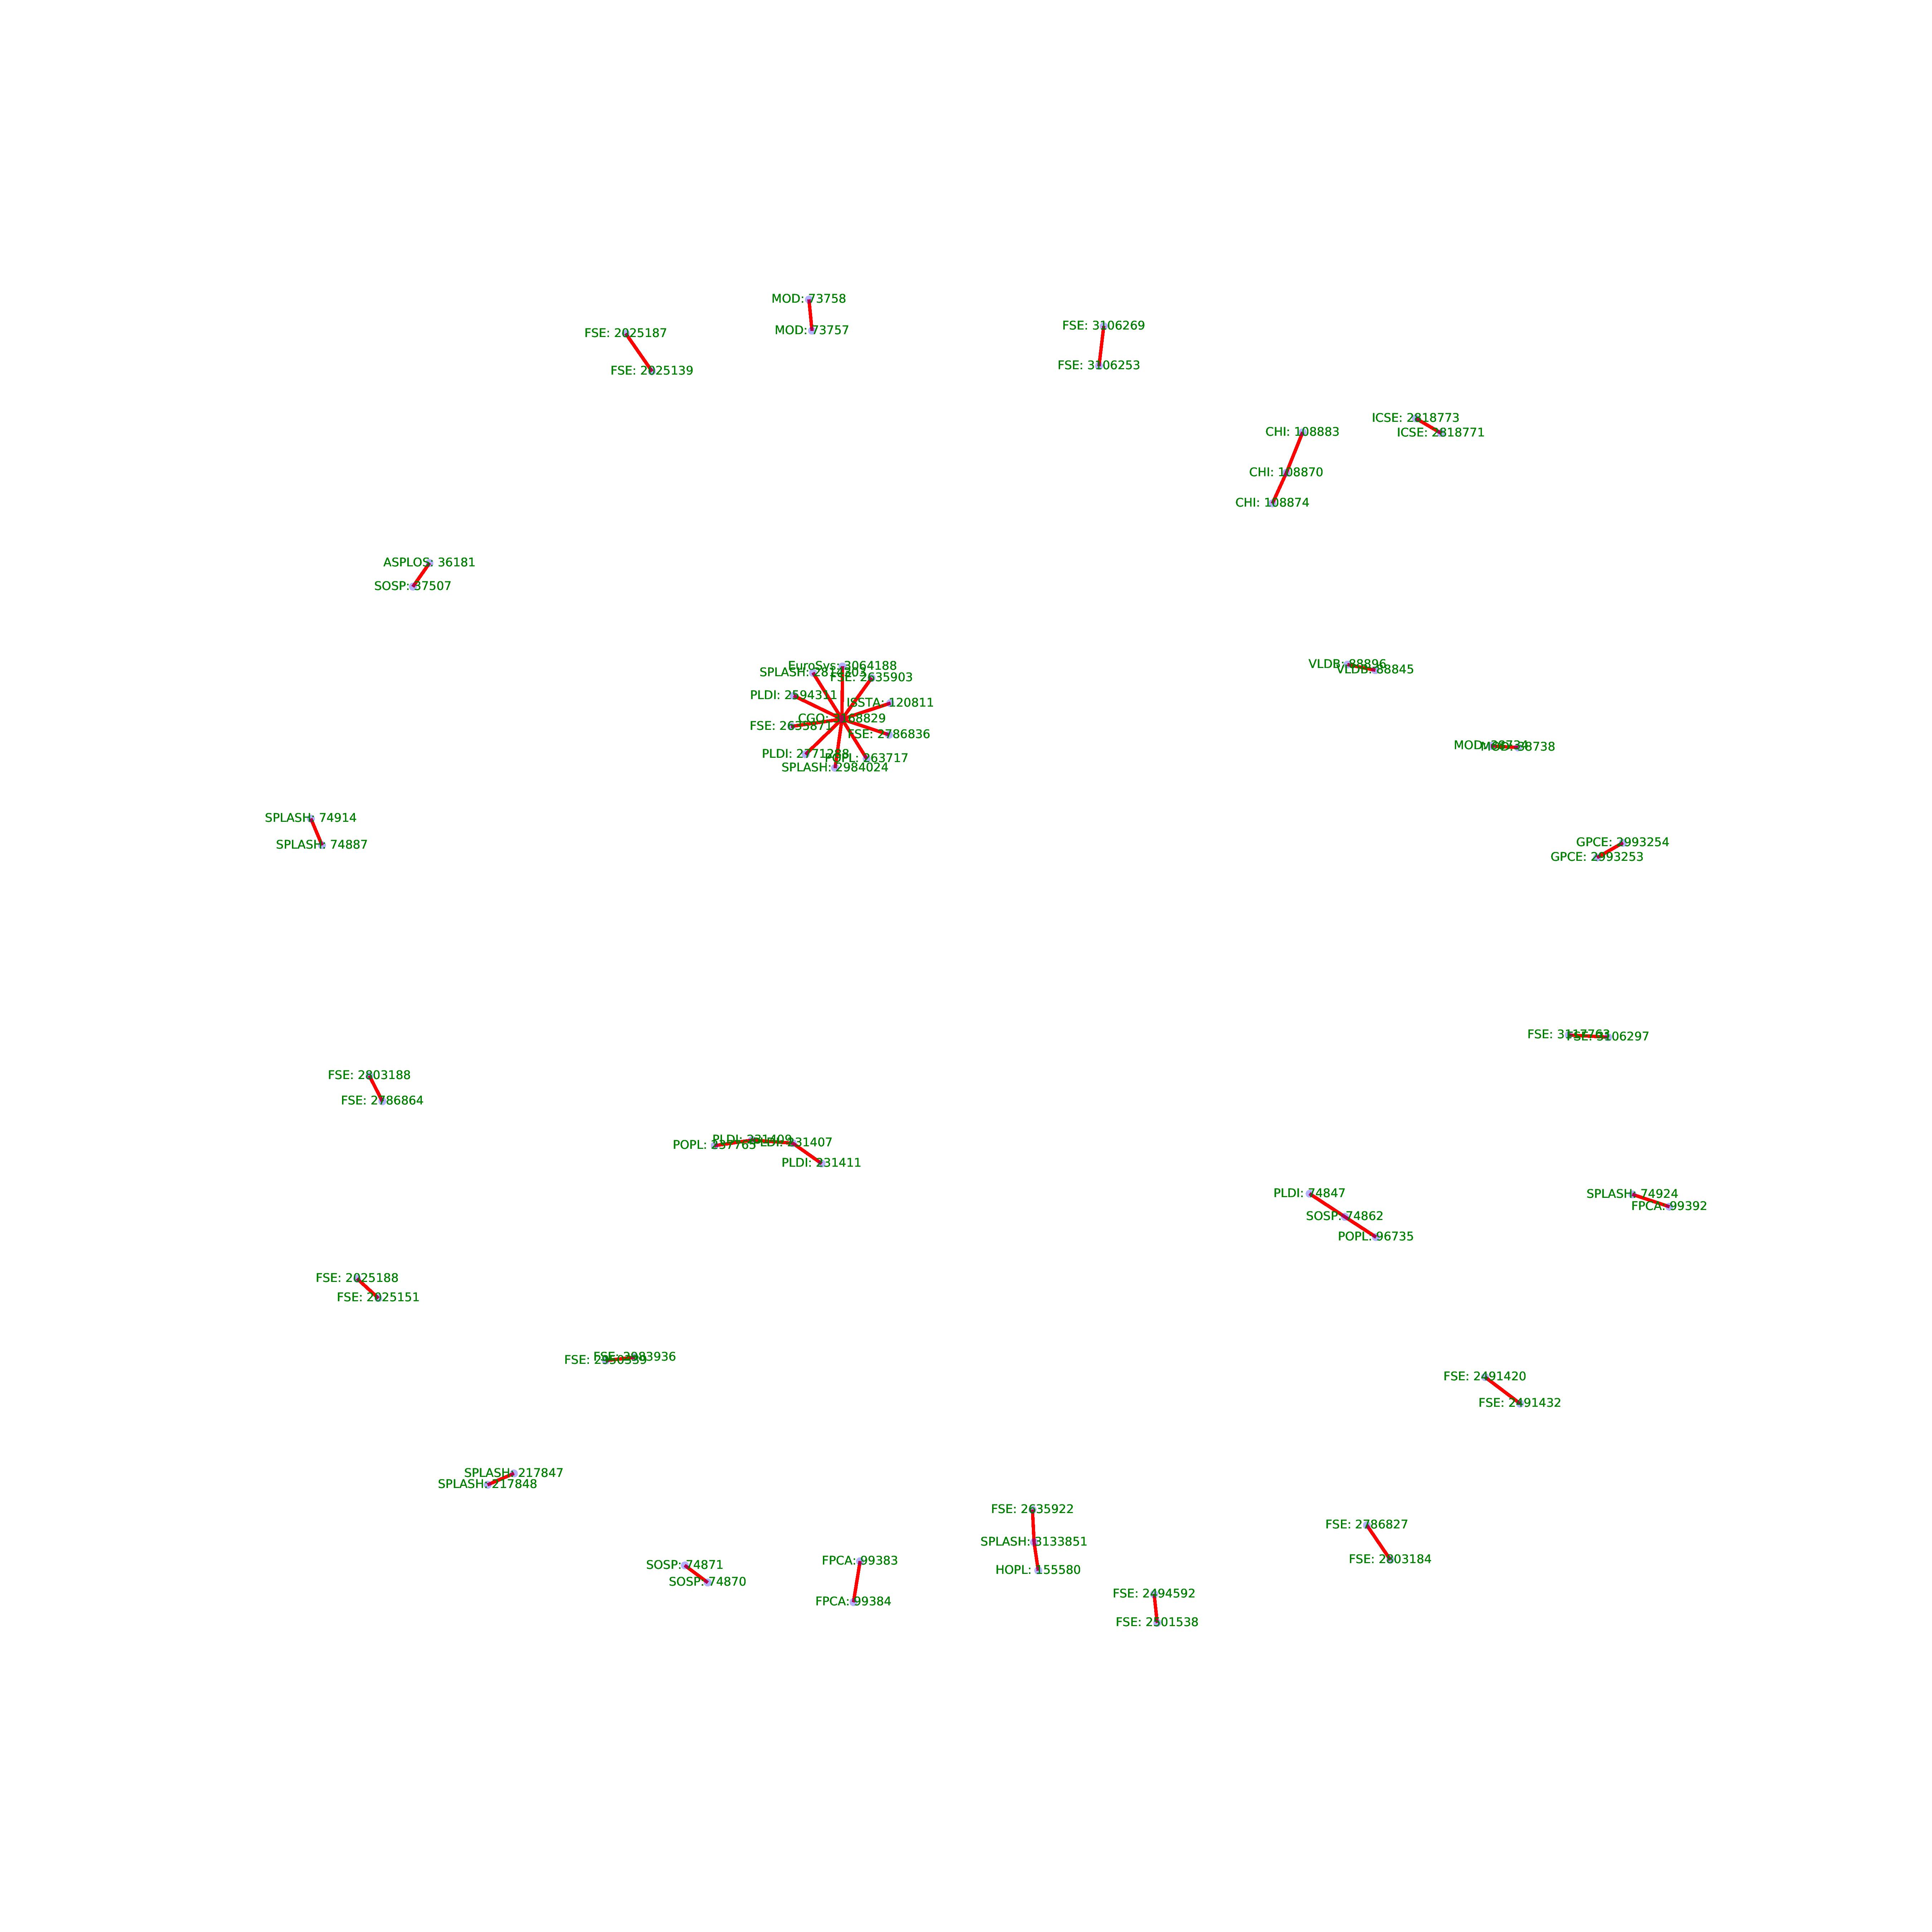 MOD: 73758
MOD: 73757
FSE: 2025187
FSE: 2025139
FSE: 3106269
FSE: 3106253
ICSE: 2818773
ICSE: 2818771
CHI: 108883
CHI: 108870
CHI: 108874
ASPLOS: 36181
SOSP: 37507
EuroSys: 3064188
SPLASH:
FSE: 2635903
PLDI: 2594311
ISSTA: 120811
CGO:
FSE: 2635871
FSE: 2786836
PLDI: 2771288
POPL: 263717
SPLASH: 2984024
VLDB: 88896
VLDB: 88845
MOD:
MOD: 38738
SPLASH: 74914
SPLASH: 74887
GPCE: 2993254
GPCE: 2993253
FSE: 3117763
FSE: 3106297
FSE: 2803188
FSE: 2786864
PLDI: 231409
PLDI: 231407
POPL: 237765
PLDI: 231411
PLDI: 74847
SOSP: 74862
POPL: 96735
SPLASH: 74924
FPCA: 99392
FSE: 2025188
FSE: 2025151
FSE: 2983936
FSE:
FSE: 2491420
FSE: 2491432
SPLASH: 217847
SPLASH: 217848
FSE: 2635922
SPLASH: 3133851
HOPL: 155580
FSE: 2786827
FSE: 2803184
SOSP: 74871
SOSP: 74870
FPCA: 99383
FPCA: 99384
FSE: 2494592
FSE: 2501538